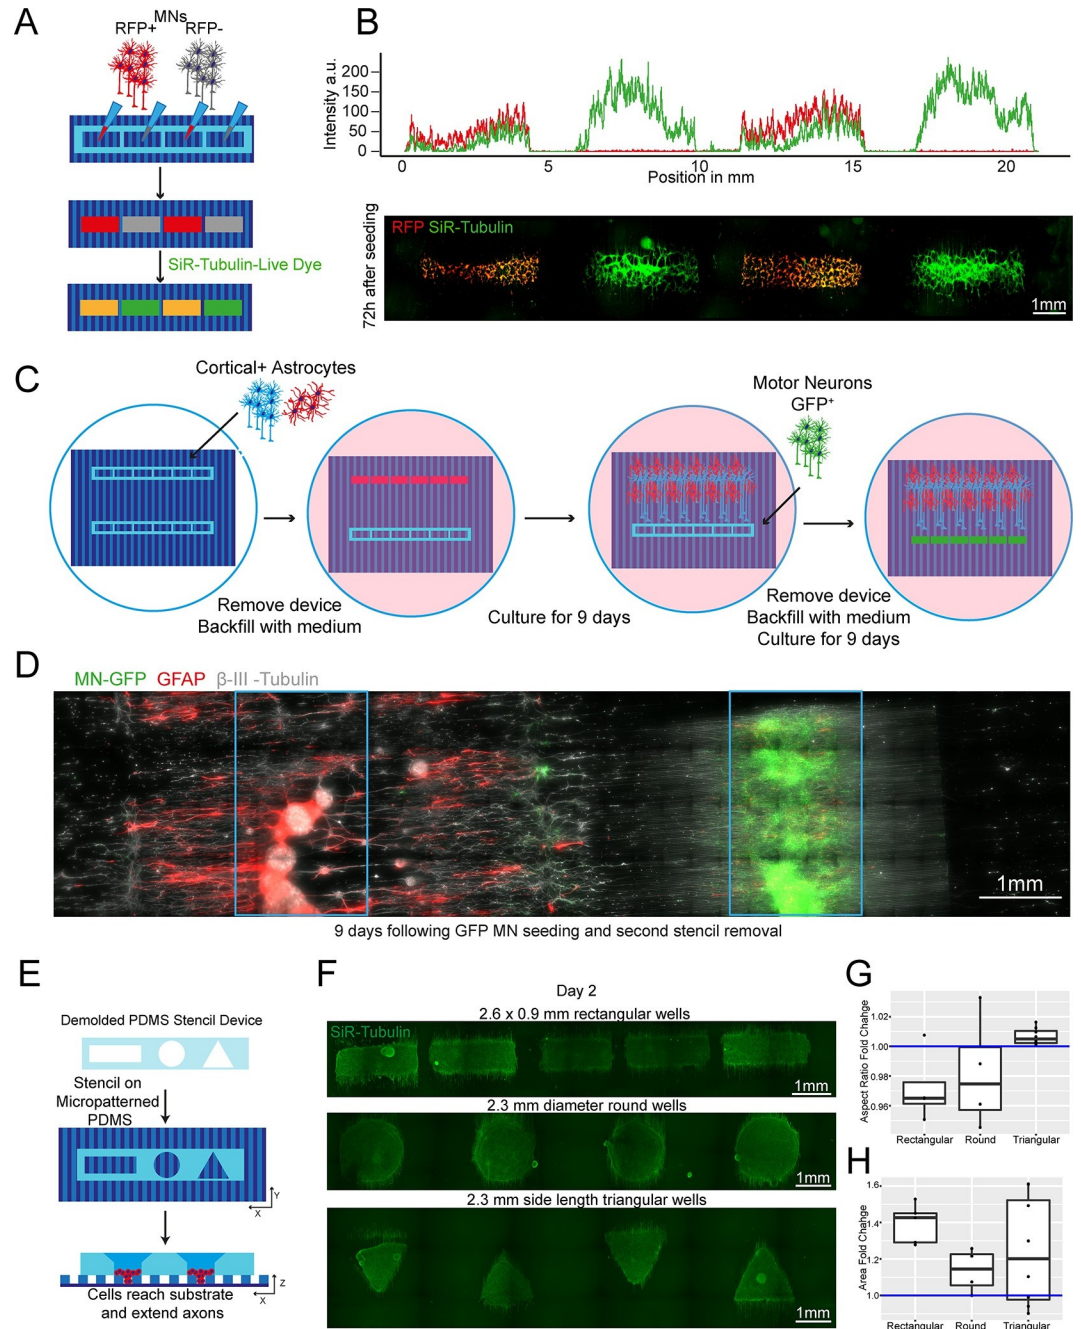 A
MNs
RFP+
RFP-
SiR-Tubulin-Live Dye
B
Intensity a.u.
200
150
100
50
0
0
5
10
15
20
Position in mm
72h after seeding
RFP SiR-Tubulin
1mm
C
Cortical+ Astrocytes
Motor Neurons
GFP⁺
Remove device
Backfill with medium
Culture for 9 days
Remove device
Backfill with medium
Culture for 9 days
D
MN-GFP GFAP β-III -Tubulin
1mm
9 days following GFP MN seeding and second stencil removal
E
Demolded PDMS Stencil Device
Stencil on
Micropatterned
PDMS
Y
X
Z
X
Cells reach substrate
and extend axons
F
Day 2
2.6 x 0.9 mm rectangular wells
SiR-Tubulin
1mm
2.3 mm diameter round wells
1mm
2.3 mm side length triangular wells
1mm
G
Aspect Ratio Fold Chahge
1.02
1.00
0.98
0.96
Rectangular
Round
Triangular
H
Area Fold Change
1.6
1.4
1.2
1.0
Rectangular
Round
Triangular